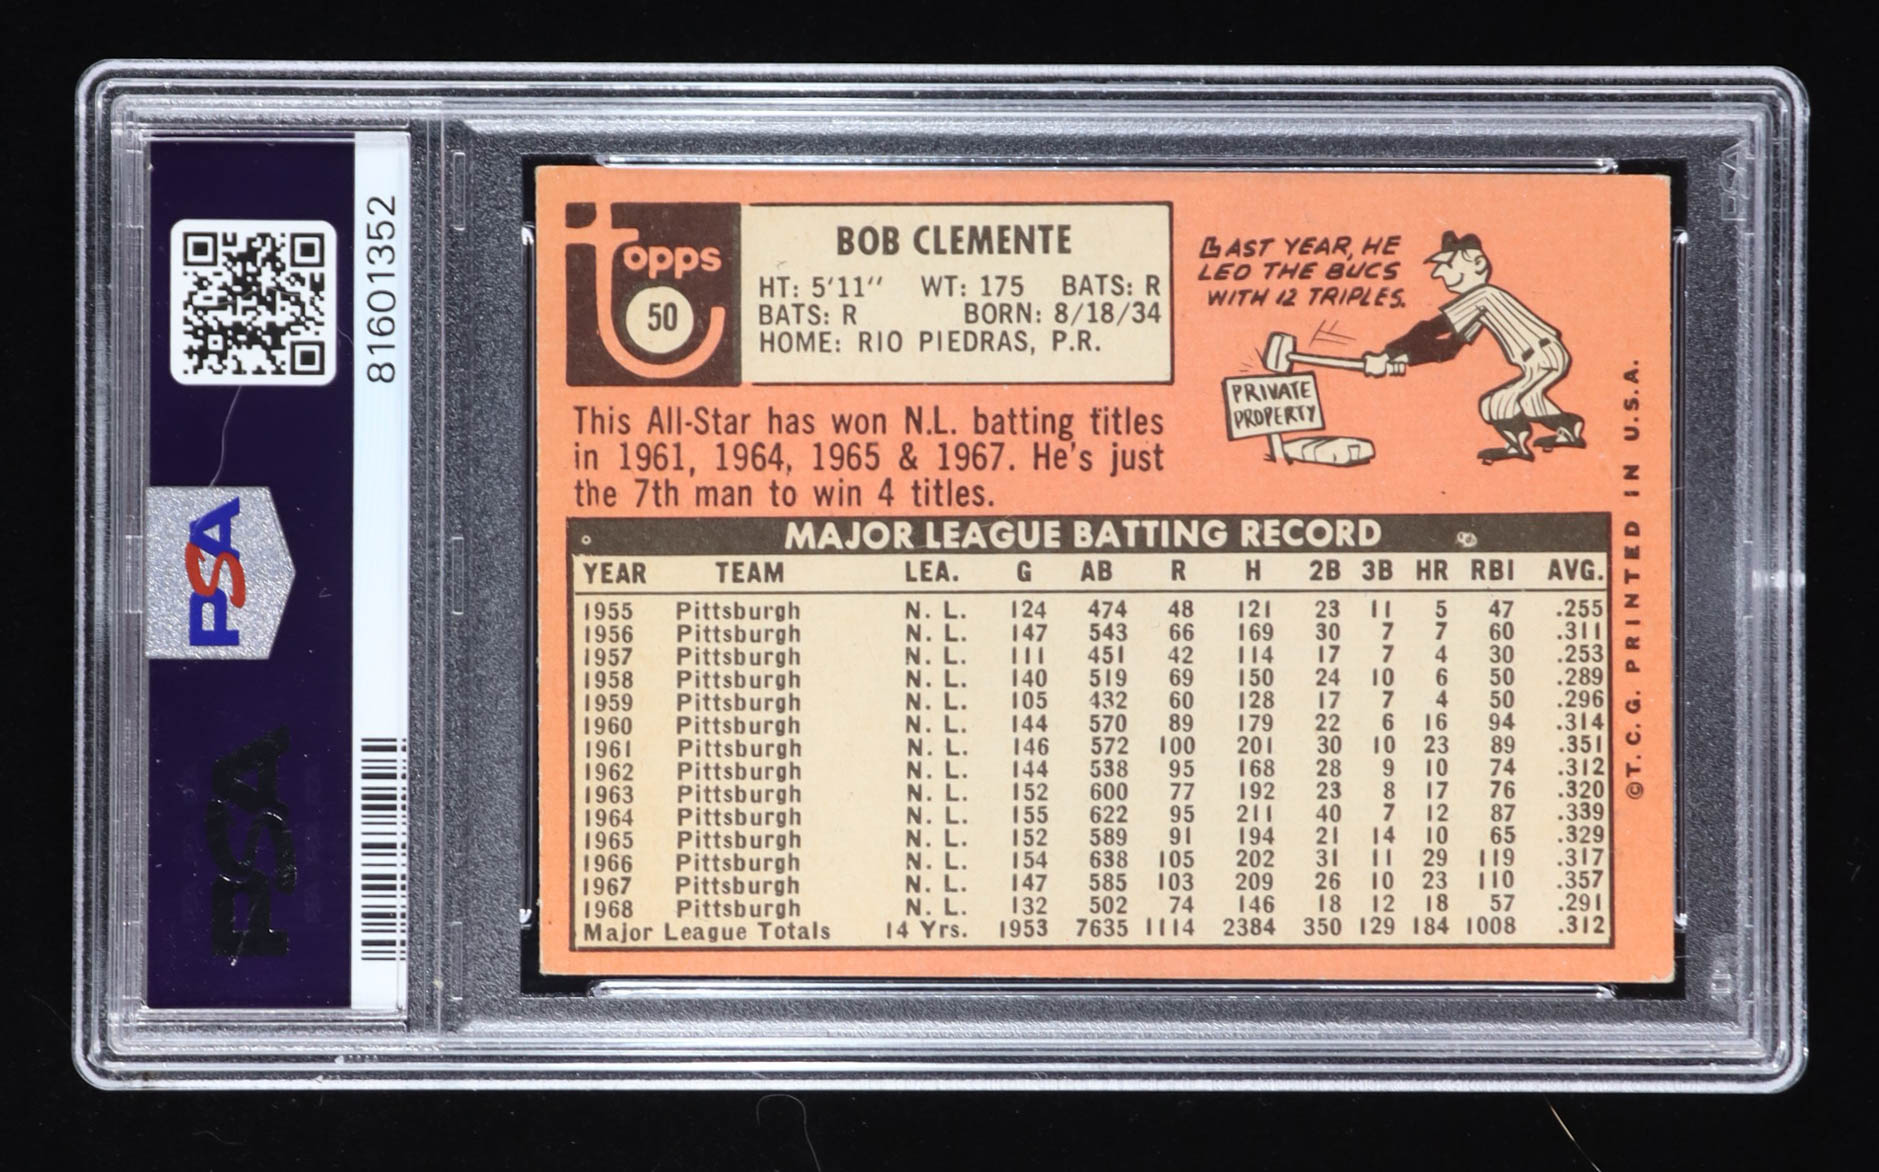 81601352
PSA
PSA
Topps
50
BOB CLEMENTE
HT: 5'11" WT: 175 BATS: R
BATS: R BORN: 8/18/34
HOME: RIO PIEDRAS, P.R.
LAST YEAR, HE
LED THE BUCS
WITH 12 TRIPLES.
PRIVATE
PROPERTY
This All-Star has won N.L. batting titles
in 1961, 1964, 1965 & 1967. He's just
the 7th man to win 4 titles.
MAJOR LEAGUE BATTING RECORD
YEAR TEAM LEA. G AB R H 2B 3B HR RBI AVG.
1955 Pittsburgh N. L. 124 474 48 121 23 11 5 47 .255
1956 Pittsburgh N. L. 147 543 66 169 30 7 7 60 .311
1957 Pittsburgh N. L. 111 451 42 114 17 7 4 30 .253
1958 Pittsburgh N. L. 140 519 69 150 24 10 6 50 .289
1959 Pittsburgh N. L. 105 432 60 128 17 7 4 50 .296
1960 Pittsburgh N. L. 144 570 89 179 22 6 16 94 .314
1961 Pittsburgh N. L. 146 572 100 201 30 10 23 89 .351
1962 Pittsburgh N. L. 144 538 95 168 28 9 10 74 .312
1963 Pittsburgh N. L. 152 600 77 192 23 8 17 76 .320
1964 Pittsburgh N. L. 155 622 95 211 40 7 12 87 .339
1965 Pittsburgh N. L. 152 589 91 194 21 14 10 65 .329
1966 Pittsburgh N. L. 154 638 105 202 31 11 29 119 .317
1967 Pittsburgh N. L. 147 585 103 209 26 10 23 110 .357
1968 Pittsburgh N. L. 132 502 74 146 18 12 18 57 .291
Major League Totals 14 Yrs. 1953 7635 1114 2384 350 129 184 1008 .312
©T. C. G. PRINTED IN U.S.A.
PSA